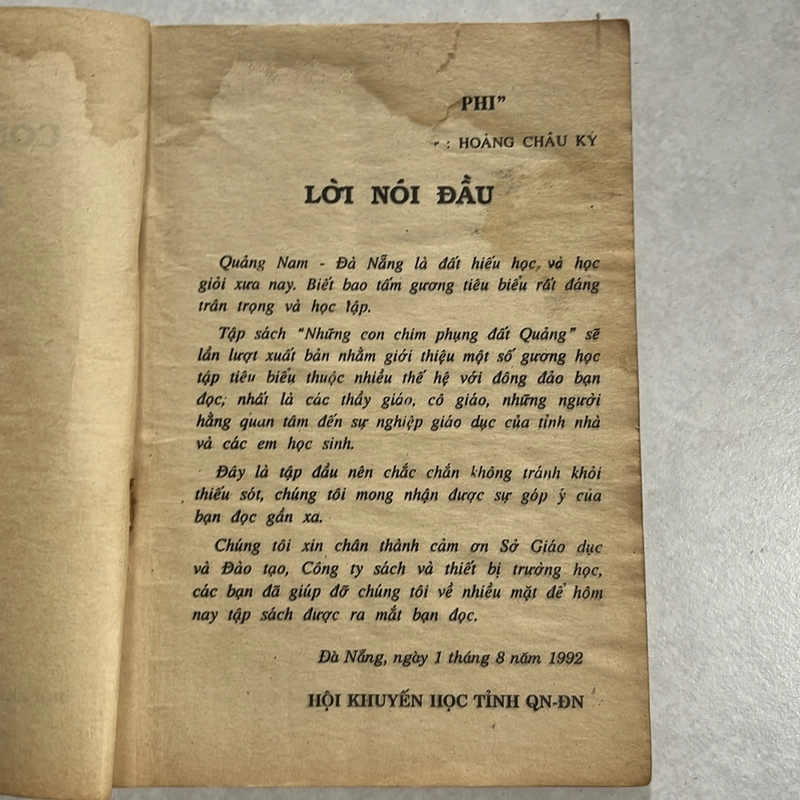 PHI”
: HOÀNG CHÂU KÝ
LỜI NÓI ĐẦU
Quảng Nam - Đà Nẵng là đất hiếu học, và học
giỏi xưa nay. Biết bao tấm gương tiêu biểu rất đáng
trân trọng và học tập.
Tập sách “Những con chim phụng đất Quảng” sẽ
lần lượt xuất bản nhằm giới thiệu một số gương học
tập tiêu biểu thuộc nhiều thế hệ với đông đảo bạn
đọc, nhất là các thầy giáo, cô giáo, những người
hằng quan tâm đến sự nghiệp giáo dục của tỉnh nhà
và các em học sinh.
Đây là tập đầu nên chắc chắn không tránh khỏi
thiếu sót, chúng tôi mong nhận được sự góp ý của
bạn đọc gần xa.
Chúng tôi xin chân thành cảm ơn Sở Giáo dục
và Đào tạo, Công ty sách và thiết bị trường học,
các bạn đã giúp đỡ chúng tôi về nhiều mặt để hôm
nay tập sách được ra mắt bạn đọc.
Đà Nẵng, ngày 1 tháng 8 năm 1992
HỘI KHUYẾN HỌC TỈNH QN-ĐN